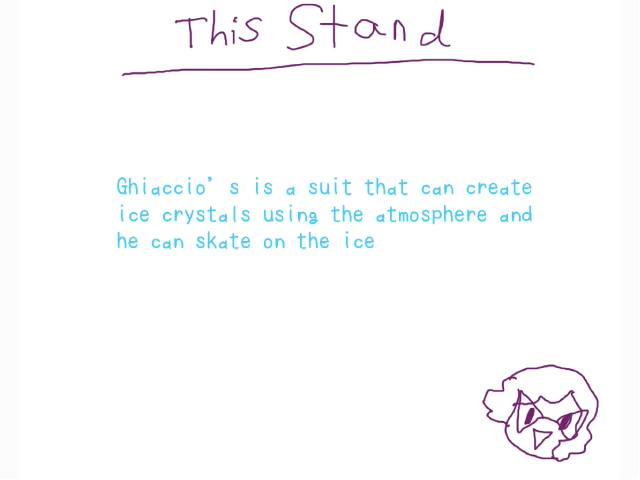 This Stand
Ghiaccio's is a suit that can create
ice crystals using the atmosphere and
he can skate on the ice